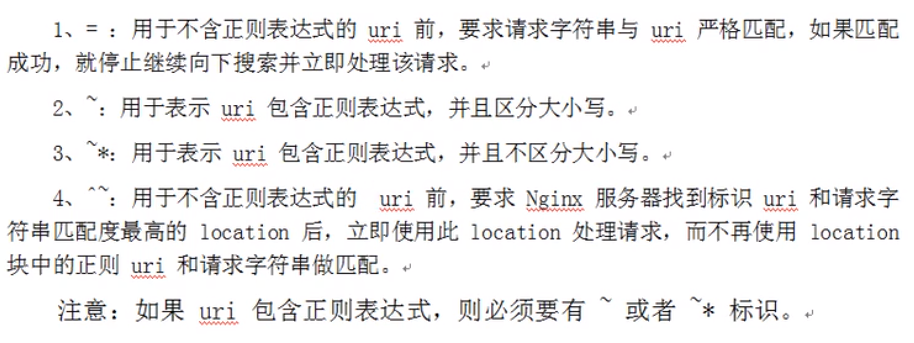 1、= ：用于不含正则表达式的 uri 前，要求请求字符串与 uri 严格匹配，如果匹配
成功，就停止继续向下搜索并立即处理该请求。
2、~：用于表示 uri 包含正则表达式，并且区分大小写。
3、~*：用于表示 uri 包含正则表达式，并且不区分大小写。
4、^~：用于不含正则表达式的 uri 前，要求 Nginx 服务器找到标识 uri 和请求字
符串匹配度最高的 location 后，立即使用此 location 处理请求，而不再使用 location
块中的正则 uri 和请求字符串做匹配。
注意：如果 uri 包含正则表达式，则必须要有 ~ 或者 ~* 标识。